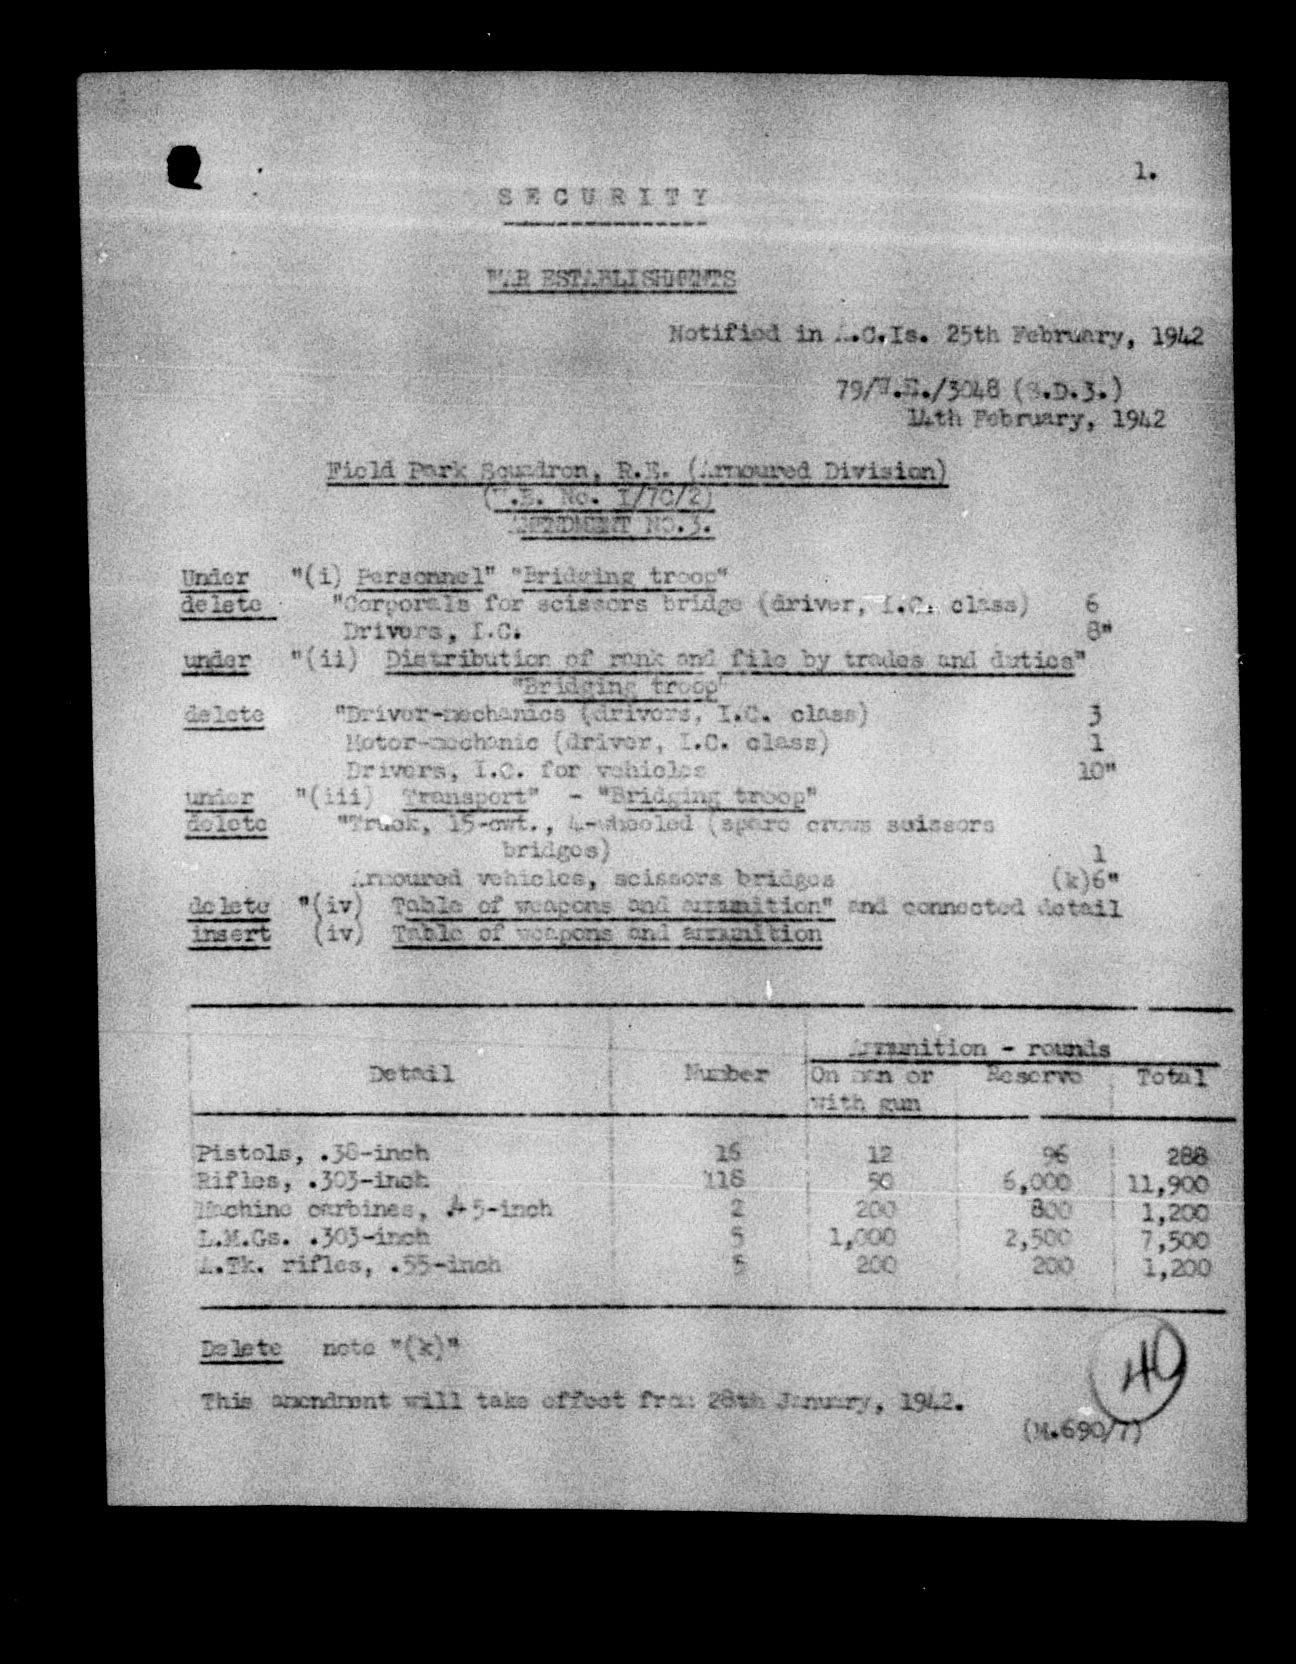 1.
SECURITY
WAR ESTABLISHMENTS
Notified in A.C.Is. 25th February, 1942
79/W.E./3048 (S.D.3.)
14th February, 1942
Field Park Squadron, R.E. (Armoured Division)
(W.E. No. I/7C/2)
AMENDMENT NO.3.
Under "(i) Personnel" "Bridging troop"
delete "Corporals for scissors bridge (driver, I.C. class) 6
Drivers, I.C. 8"
under "(ii) Distribution of rank and file by trades and duties"
"Bridging troop"
delete "Driver-mechanics (drivers, I.C. class) 3
Motor-mechanic (driver, I.C. class) 1
Drivers, I.C. for vehicles 10"
under "(iii) Transport" - "Bridging troop"
delete "Truck, 15-cwt., 4-wheeled (spare crews scissors
bridges) 1
Armoured vehicles, scissors bridges (k)6"
delete "(iv) Table of weapons and ammunition" and connected detail
insert (iv) Table of weapons and ammunition
Ammunition - rounds
Detail Number On man or Reserve Total
with gun
Pistols, .38-inch 16 12 96 288
Rifles, .303-inch 118 50 6,000 11,900
Machine carbines, .45-inch 2 200 800 1,200
L.M.Gs. .303-inch 5 1,000 2,500 7,500
A.Tk. rifles, .55-inch 5 200 200 1,200
Delete note "(k)"
40
This amendment will take effect from 28th January, 1942.
(M.690/7)